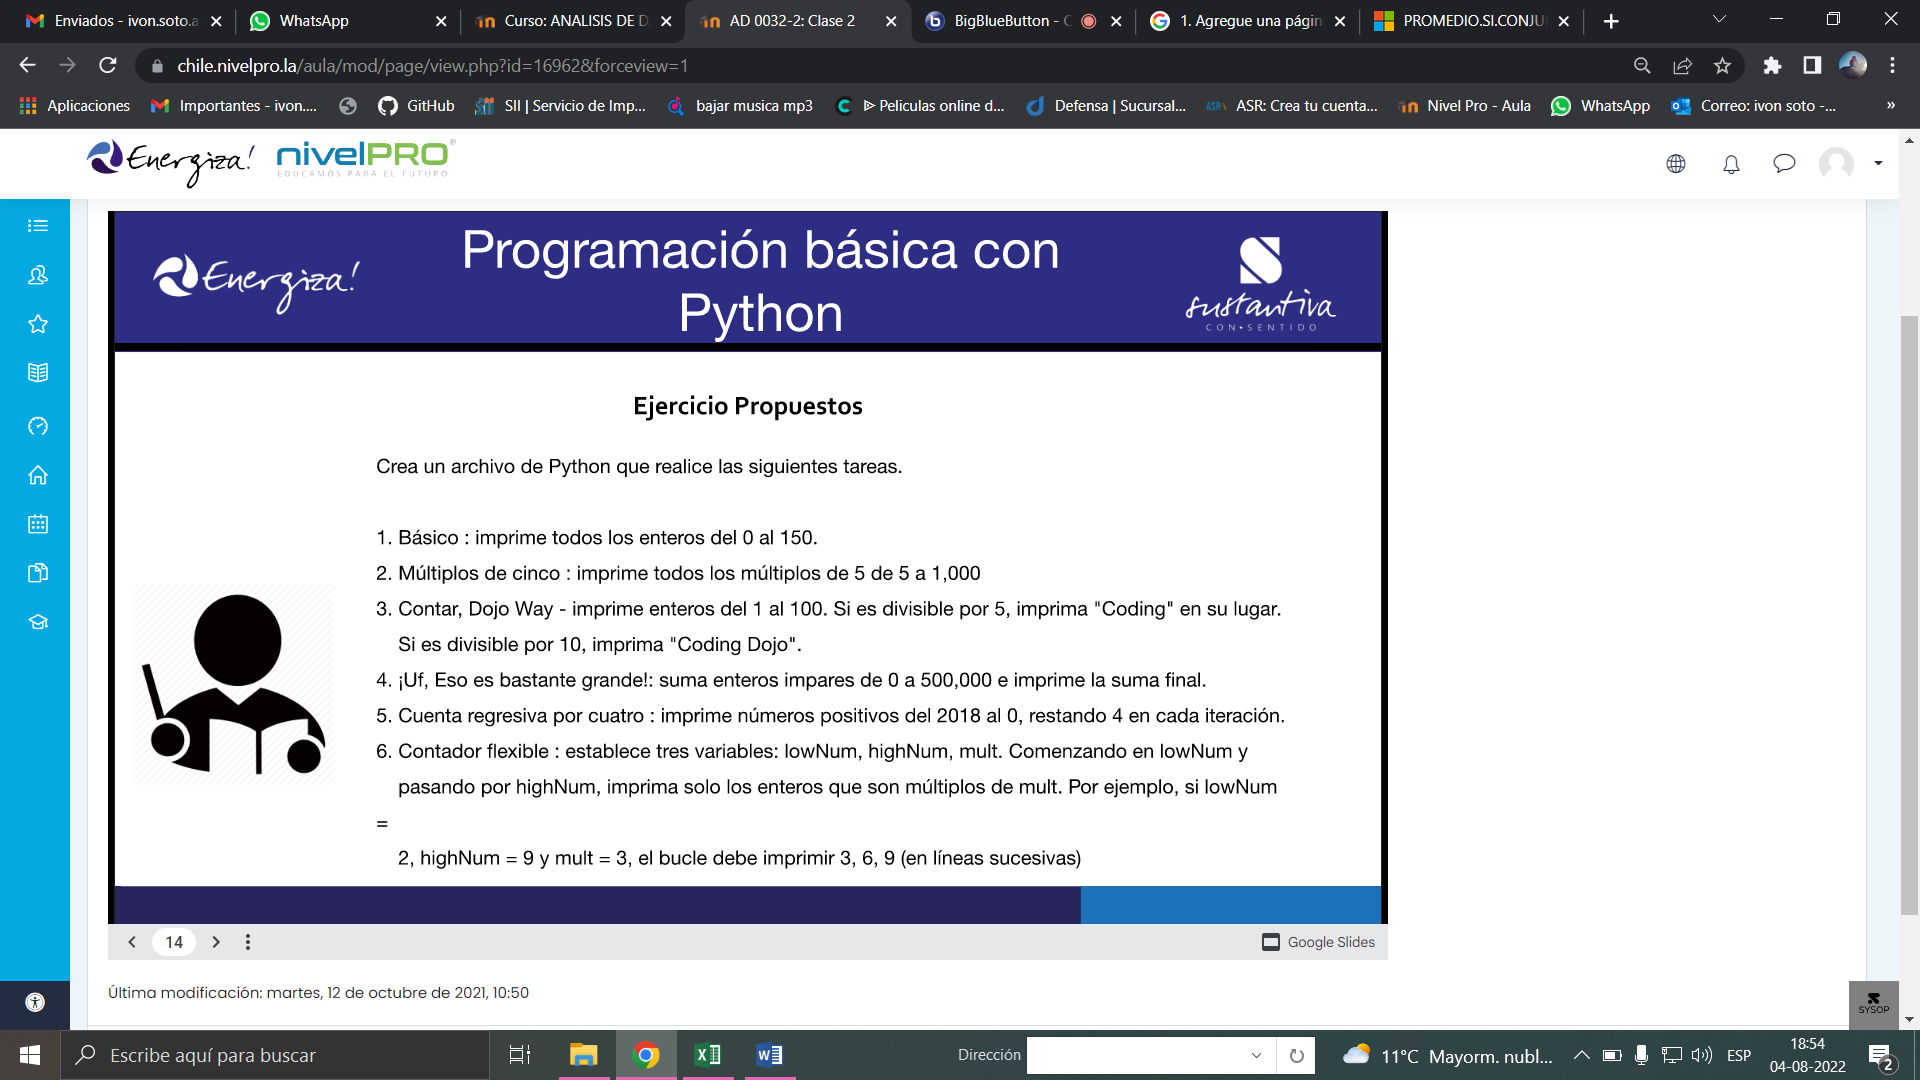 Enviados - ivon.soto.a
WhatsApp
Curso: ANALISIS DE D
AD 0032-2: Clase 2
BigBlueButton - C
1. Agregue una págin
PROMEDIO.SI.CONJU
chile.nivelpro.la/aula/mod/page/view.php?id=16962&forceview=1
Aplicaciones
Importantes - ivon....
GitHub
SII | Servicio de Imp...
bajar musica mp3
ᐅ Peliculas online d...
Defensa | Sucursal...
ASR: Crea tu cuenta...
Nivel Pro - Aula
WhatsApp
Correo: ivon soto -...
»
Energiza!
nivelPRO
EDUCAMOS PARA EL FUTURO
Energiza!
Programación básica con
Python
sustantiva
CON•SENTIDO
Ejercicio Propuestos
Crea un archivo de Python que realice las siguientes tareas.
1. Básico : imprime todos los enteros del 0 al 150.
2. Múltiplos de cinco : imprime todos los múltiplos de 5 de 5 a 1,000
3. Contar, Dojo Way - imprime enteros del 1 al 100. Si es divisible por 5, imprima "Coding" en su lugar.
Si es divisible por 10, imprima "Coding Dojo".
4. ¡Uf, Eso es bastante grande!: suma enteros impares de 0 a 500,000 e imprime la suma final.
5. Cuenta regresiva por cuatro : imprime números positivos del 2018 al 0, restando 4 en cada iteración.
6. Contador flexible : establece tres variables: lowNum, highNum, mult. Comenzando en lowNum y
pasando por highNum, imprima solo los enteros que son múltiplos de mult. Por ejemplo, si lowNum
=
2, highNum = 9 y mult = 3, el bucle debe imprimir 3, 6, 9 (en líneas sucesivas)
14
Google Slides
Última modificación: martes, 12 de octubre de 2021, 10:50
SYSOP
Escribe aquí para buscar
Dirección
11°C Mayorm. nubl...
ESP
18:54
04-08-2022
2